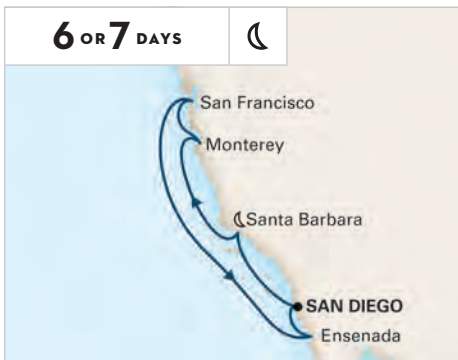 6 OR 7 DAYS
San Francisco
Monterey
Santa Barbara
SAN DIEGO
Ensenada